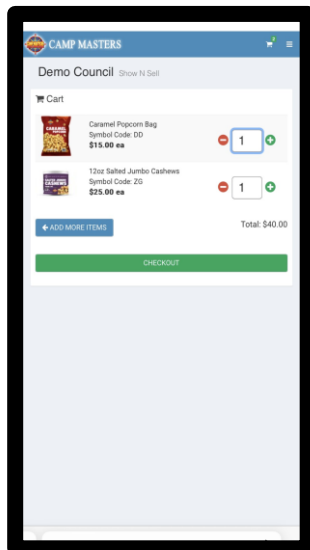 CAMP MASTERS
Demo Council Show N Sell
Cart
Caramel Popcorn Bag
Symbol Code: DD
$15.00 ea
1
12oz Salted Jumbo Cashews
Symbol Code: ZG
$25.00 ea
1
ADD MORE ITEMS
Total: $40.00
CHECKOUT